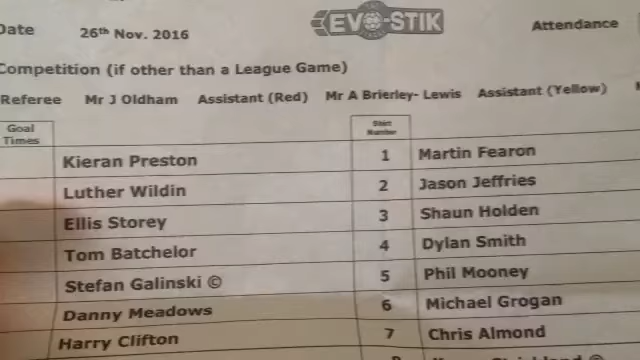 Date 26th Nov. 2016 EVO-STIK Attendance
Competition (if other than a League Game)
Referee Mr J Oldham Assistant (Red) Mr A Brierley- Lewis Assistant (Yellow)
Goal Times Shirt Number
Kieran Preston 1 Martin Fearon
Luther Wildin 2 Jason Jeffries
Ellis Storey 3 Shaun Holden
Tom Batchelor 4 Dylan Smith
Stefan Galinski © 5 Phil Mooney
Danny Meadows 6 Michael Grogan
Harry Clifton 7 Chris Almond